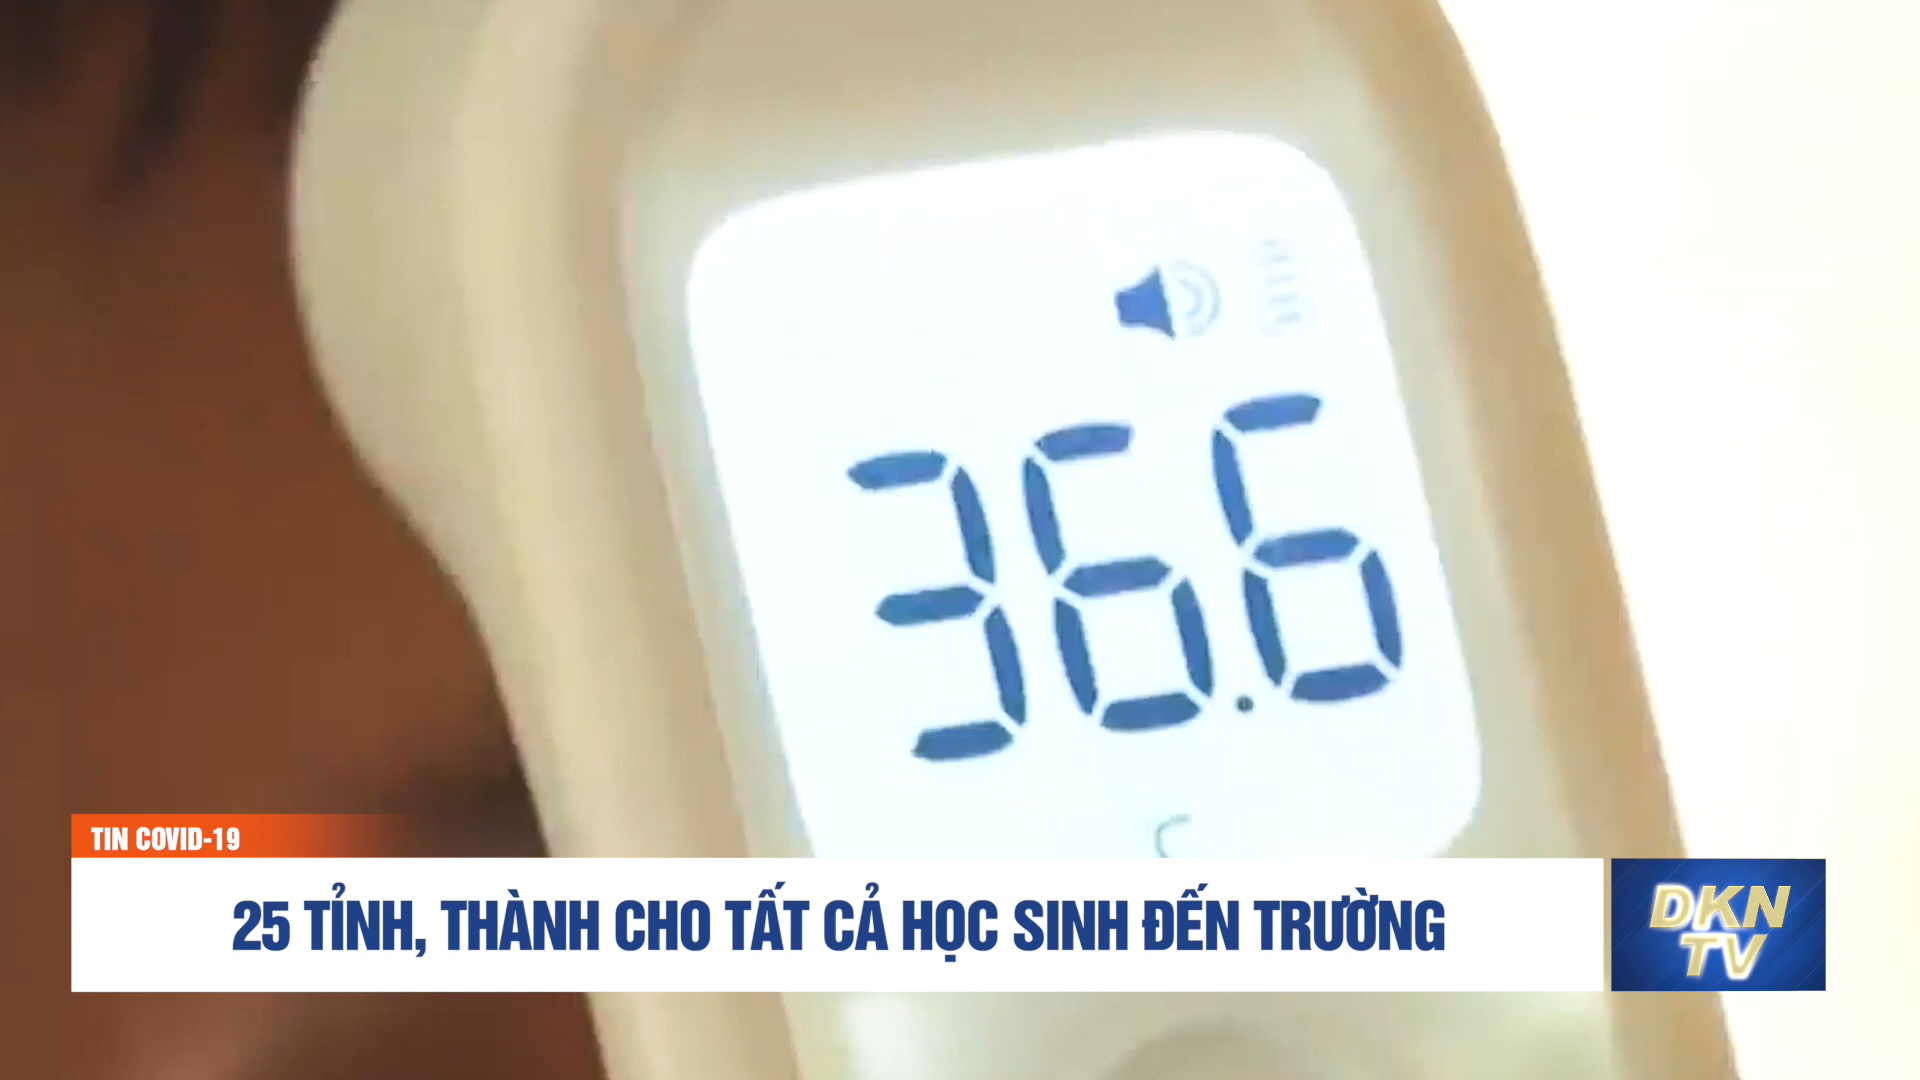 36.6
TIN COVID-19
25 TỈNH, THÀNH CHO TẤT CẢ HỌC SINH ĐẾN TRƯỜNG
DKN
TV